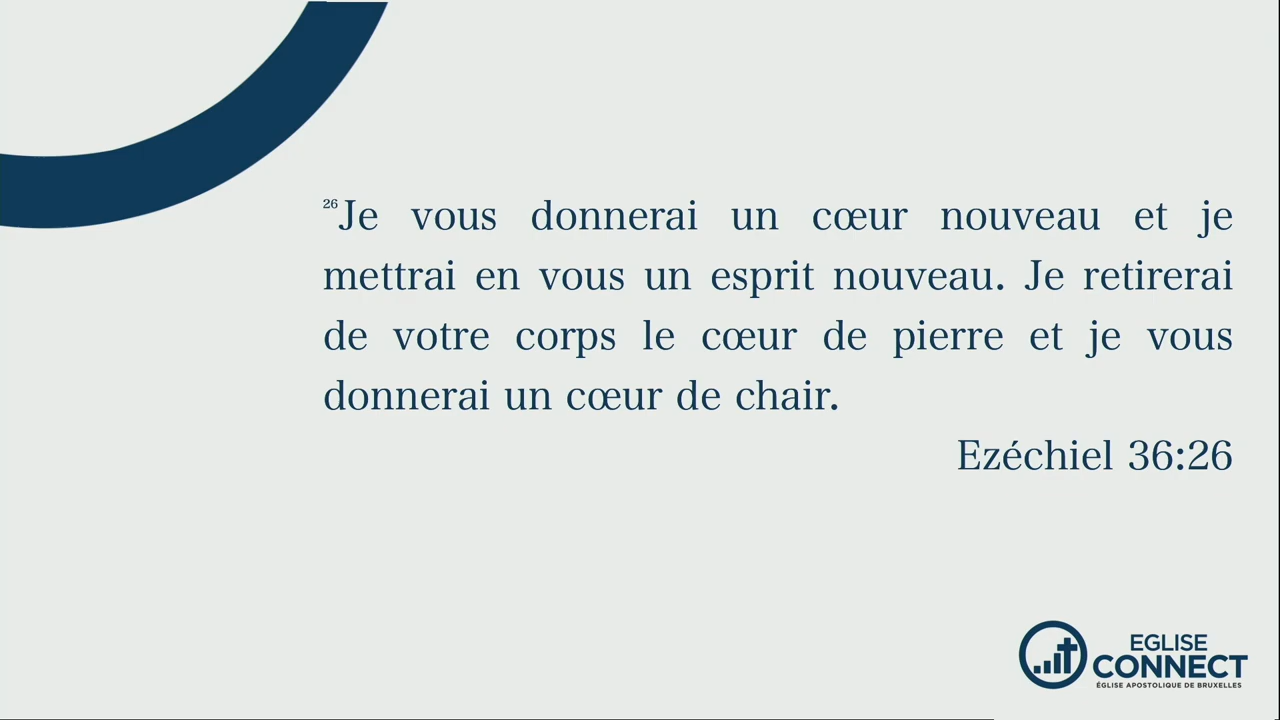 26Je vous donnerai un cœur nouveau et je
mettrai en vous un esprit nouveau. Je retirerai
de votre corps le cœur de pierre et je vous
donnerai un cœur de chair.
Ezéchiel 36:26
EGLISE
CONNECT
ÉGLISE APOSTOLIQUE DE BRUXELLES